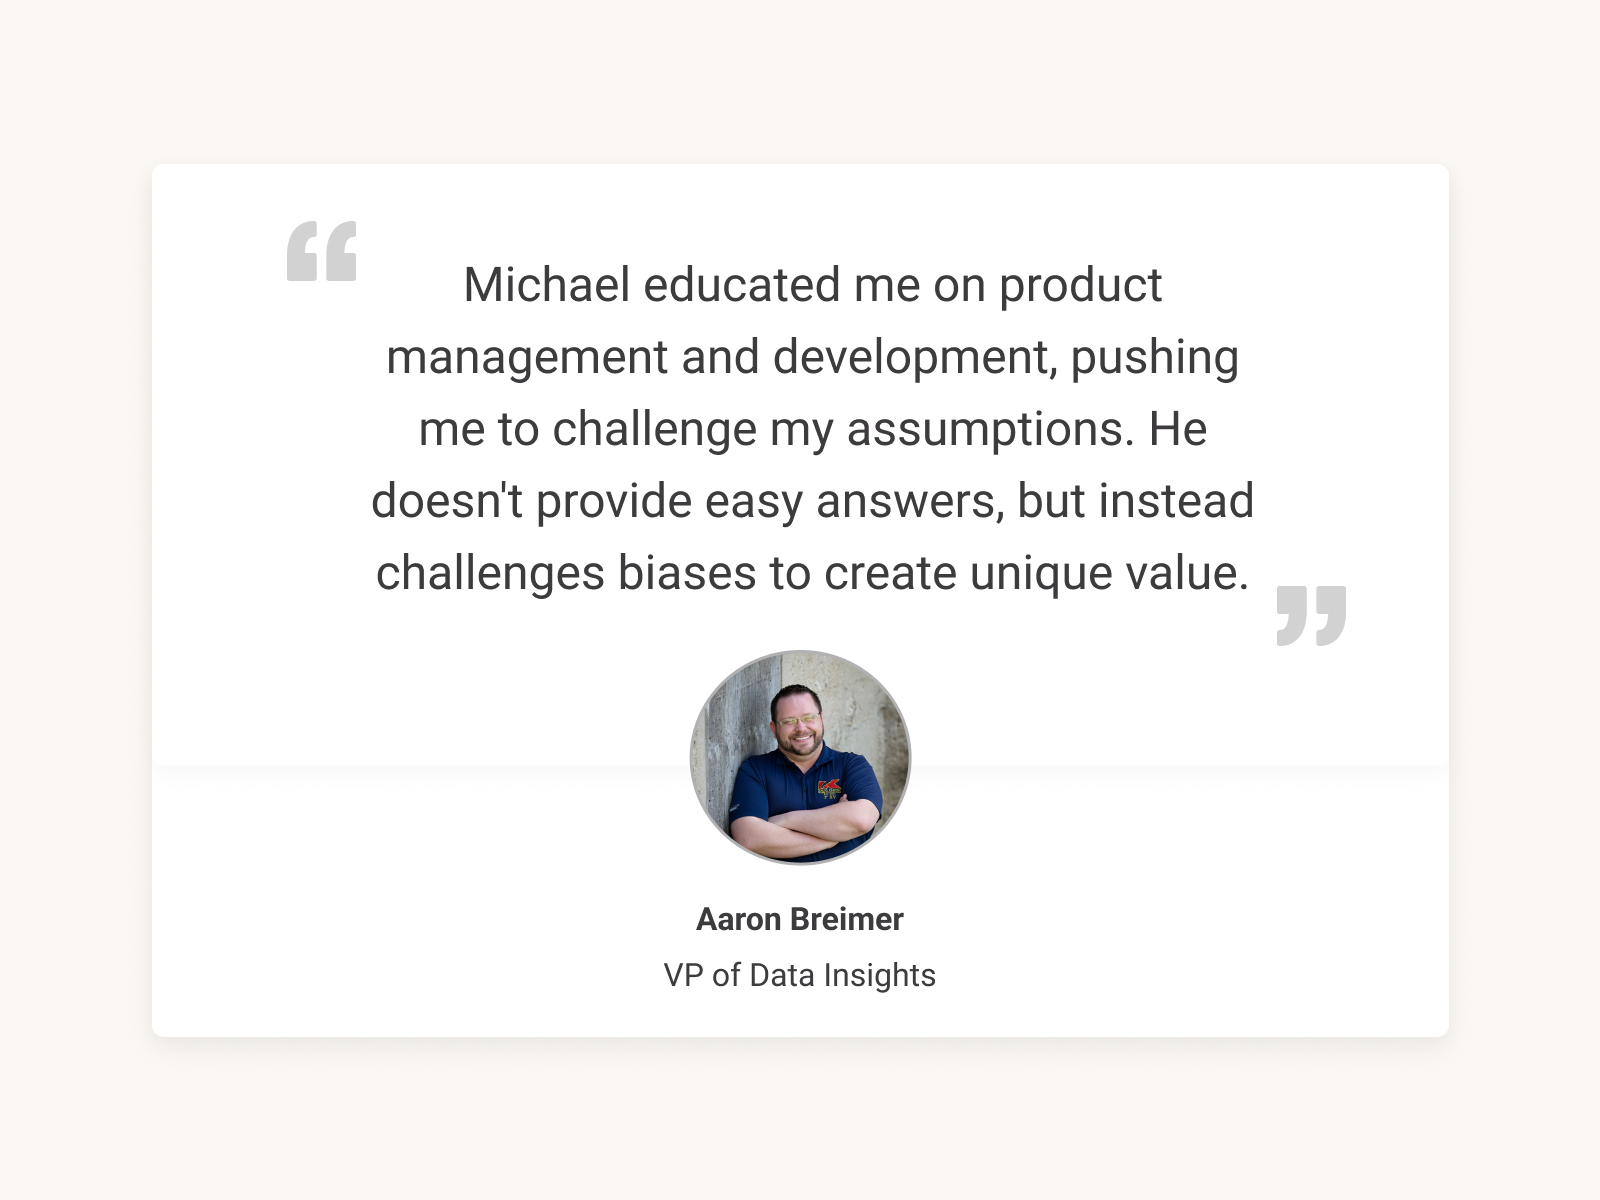 Michael educated me on product
management and development, pushing
me to challenge my assumptions. He
doesn't provide easy answers, but instead
challenges biases to create unique value.
Aaron Breimer
VP of Data Insights